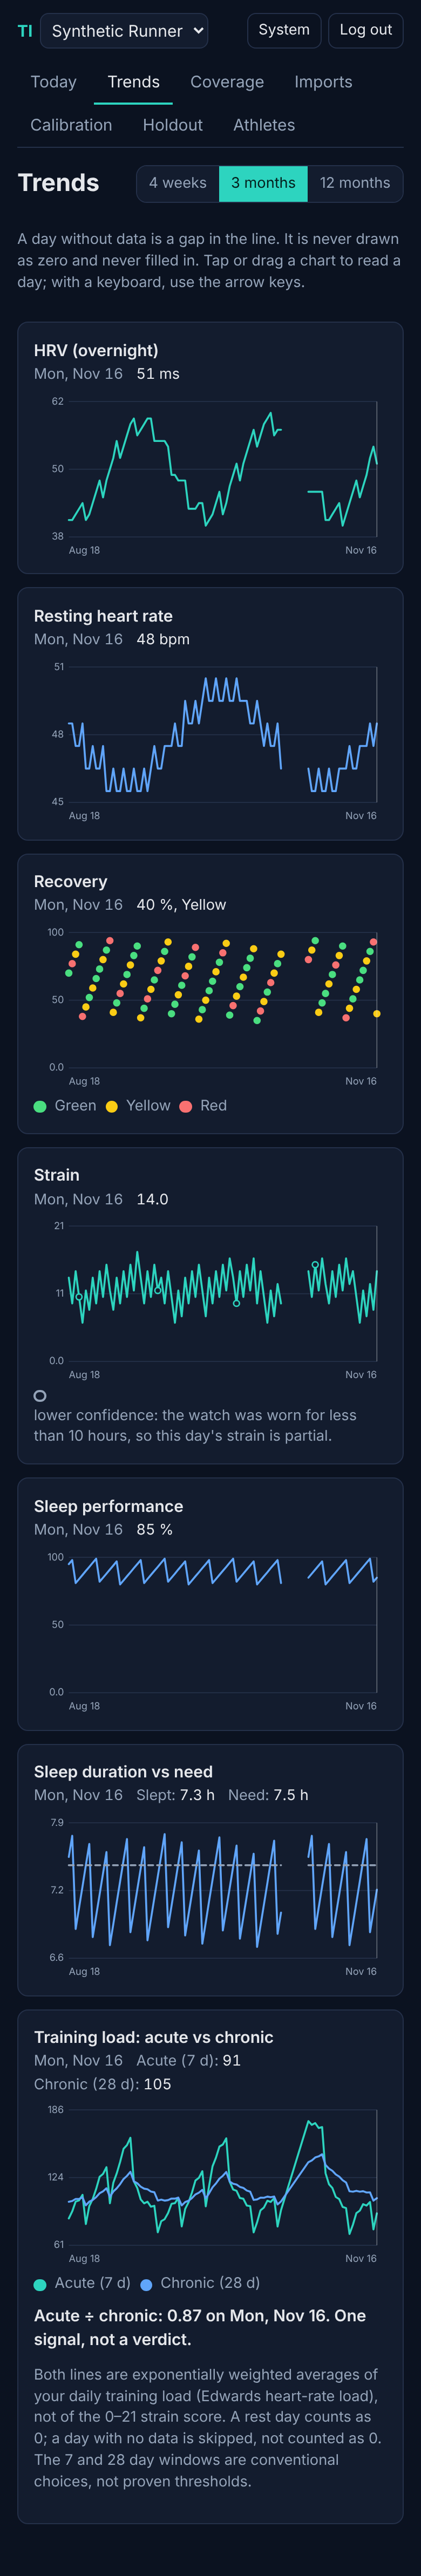 TI
Synthetic Runner
System
Log out
Today
Trends
Coverage
Imports
Calibration
Holdout
Athletes
Trends
4 weeks
3 months
12 months
A day without data is a gap in the line. It is never drawn
as zero and never filled in. Tap or drag a chart to read a
day; with a keyboard, use the arrow keys.
HRV (overnight)
Mon, Nov 16 51 ms
62
50
38
Aug 18
Nov 16
Resting heart rate
Mon, Nov 16 48 bpm
51
48
45
Aug 18
Nov 16
Recovery
Mon, Nov 16 40 %, Yellow
100
50
0.0
Aug 18
Nov 16
Green
Yellow
Red
Strain
Mon, Nov 16 14.0
21
11
0.0
Aug 18
Nov 16
lower confidence: the watch was worn for less
than 10 hours, so this day's strain is partial.
Sleep performance
Mon, Nov 16 85 %
100
50
0.0
Aug 18
Nov 16
Sleep duration vs need
Mon, Nov 16 Slept: 7.3 h Need: 7.5 h
7.9
7.2
6.6
Aug 18
Nov 16
Training load: acute vs chronic
Mon, Nov 16 Acute (7 d): 91
Chronic (28 d): 105
186
124
61
Aug 18
Nov 16
Acute (7 d)
Chronic (28 d)
Acute ÷ chronic: 0.87 on Mon, Nov 16. One
signal, not a verdict.
Both lines are exponentially weighted averages of
your daily training load (Edwards heart-rate load),
not of the 0–21 strain score. A rest day counts as
0; a day with no data is skipped, not counted as 0.
The 7 and 28 day windows are conventional
choices, not proven thresholds.